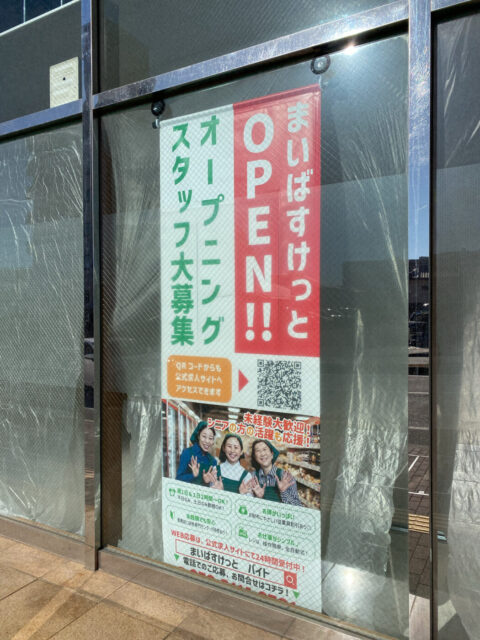 まいばすけっと
OPEN!!
オープニング
スタッフ大募集
QRコードからも
公式求人サイトへ
アクセスできます
未経験大歓迎!
シニアの方の活躍も応援!
WEB応募は、公式求人サイトにて24時間受付中!
まいばすけっと バイト
電話でのご応募、お問合せはコチラ!